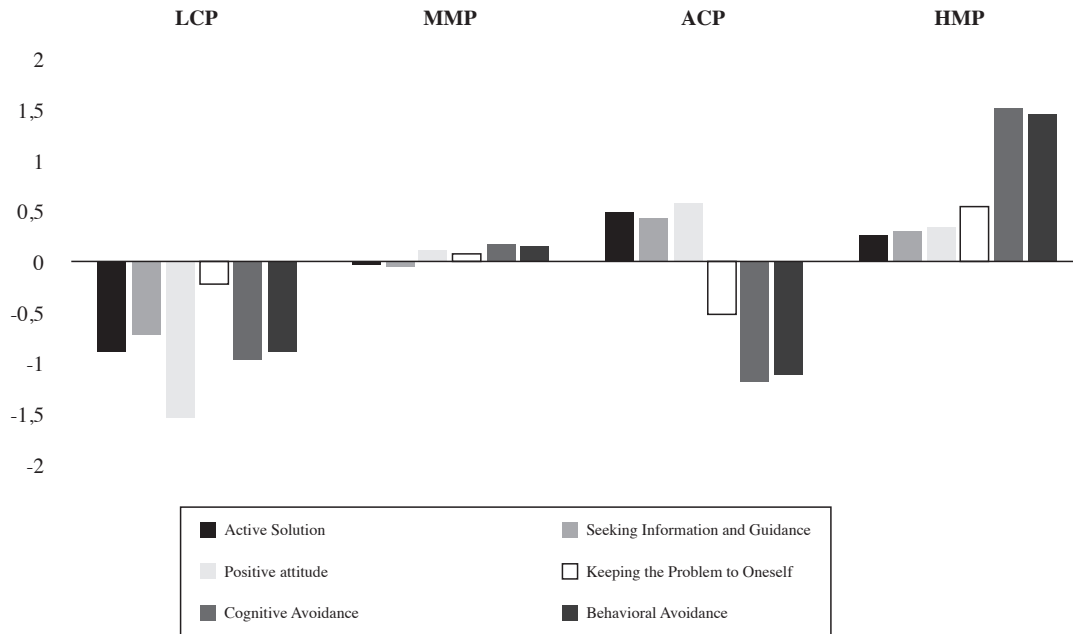 LCP MMP ACP HMP
2
1,5
1
0,5
0
-0,5
-1
-1,5
-2
Active Solution Seeking Information and Guidance
Positive attitude Keeping the Problem to Oneself
Cognitive Avoidance Behavioral Avoidance